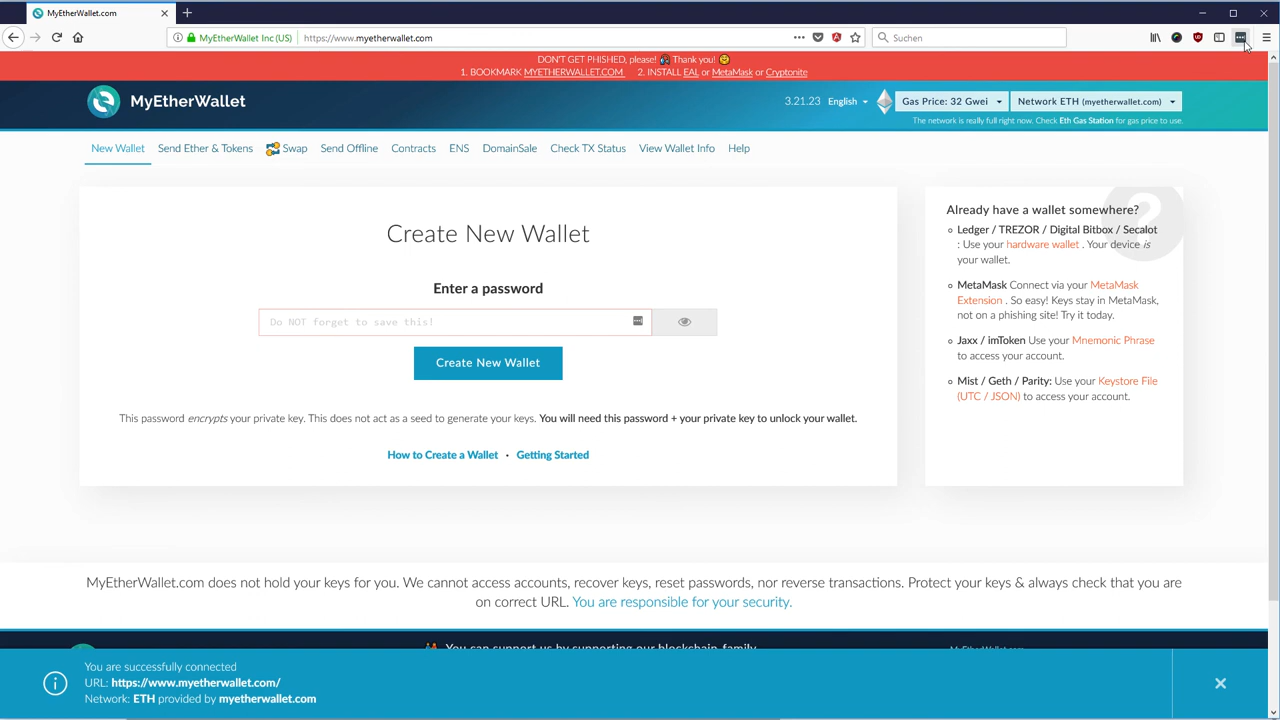 MyEtherWallet.com
MyEtherWallet Inc (US)
https://www.myetherwallet.com
Suchen
DON'T GET PHISHED, please! Thank you!
1. BOOKMARK MYETHERWALLET.COM 2. INSTALL EAL or MetaMask or Cryptonite
MyEtherWallet
3.21.23 English
Gas Price: 32 Gwei
Network ETH (myetherwallet.com)
The network is really full right now. Check Eth Gas Station for gas price to use.
New Wallet Send Ether & Tokens Swap Send Offline Contracts ENS DomainSale Check TX Status View Wallet Info Help
Create New Wallet
Enter a password
Do NOT forget to save this!
Create New Wallet
This password encrypts your private key. This does not act as a seed to generate your keys. You will need this password + your private key to unlock your wallet.
How to Create a Wallet · Getting Started
Already have a wallet somewhere?
Ledger / TREZOR / Digital Bitbox / Secalot
: Use your hardware wallet . Your device is
your wallet.
MetaMask Connect via your MetaMask
Extension . So easy! Keys stay in MetaMask,
not on a phishing site! Try it today.
Jaxx / imToken Use your Mnemonic Phrase
to access your account.
Mist / Geth / Parity: Use your Keystore File
(UTC / JSON) to access your account.
MyEtherWallet.com does not hold your keys for you. We cannot access accounts, recover keys, reset passwords, nor reverse transactions. Protect your keys & always check that you are
on correct URL. You are responsible for your security.
You can support us by supporting our blockchain-family.
MyEtherWallet.com
You are successfully connected
URL: https://www.myetherwallet.com/
Network: ETH provided by myetherwallet.com